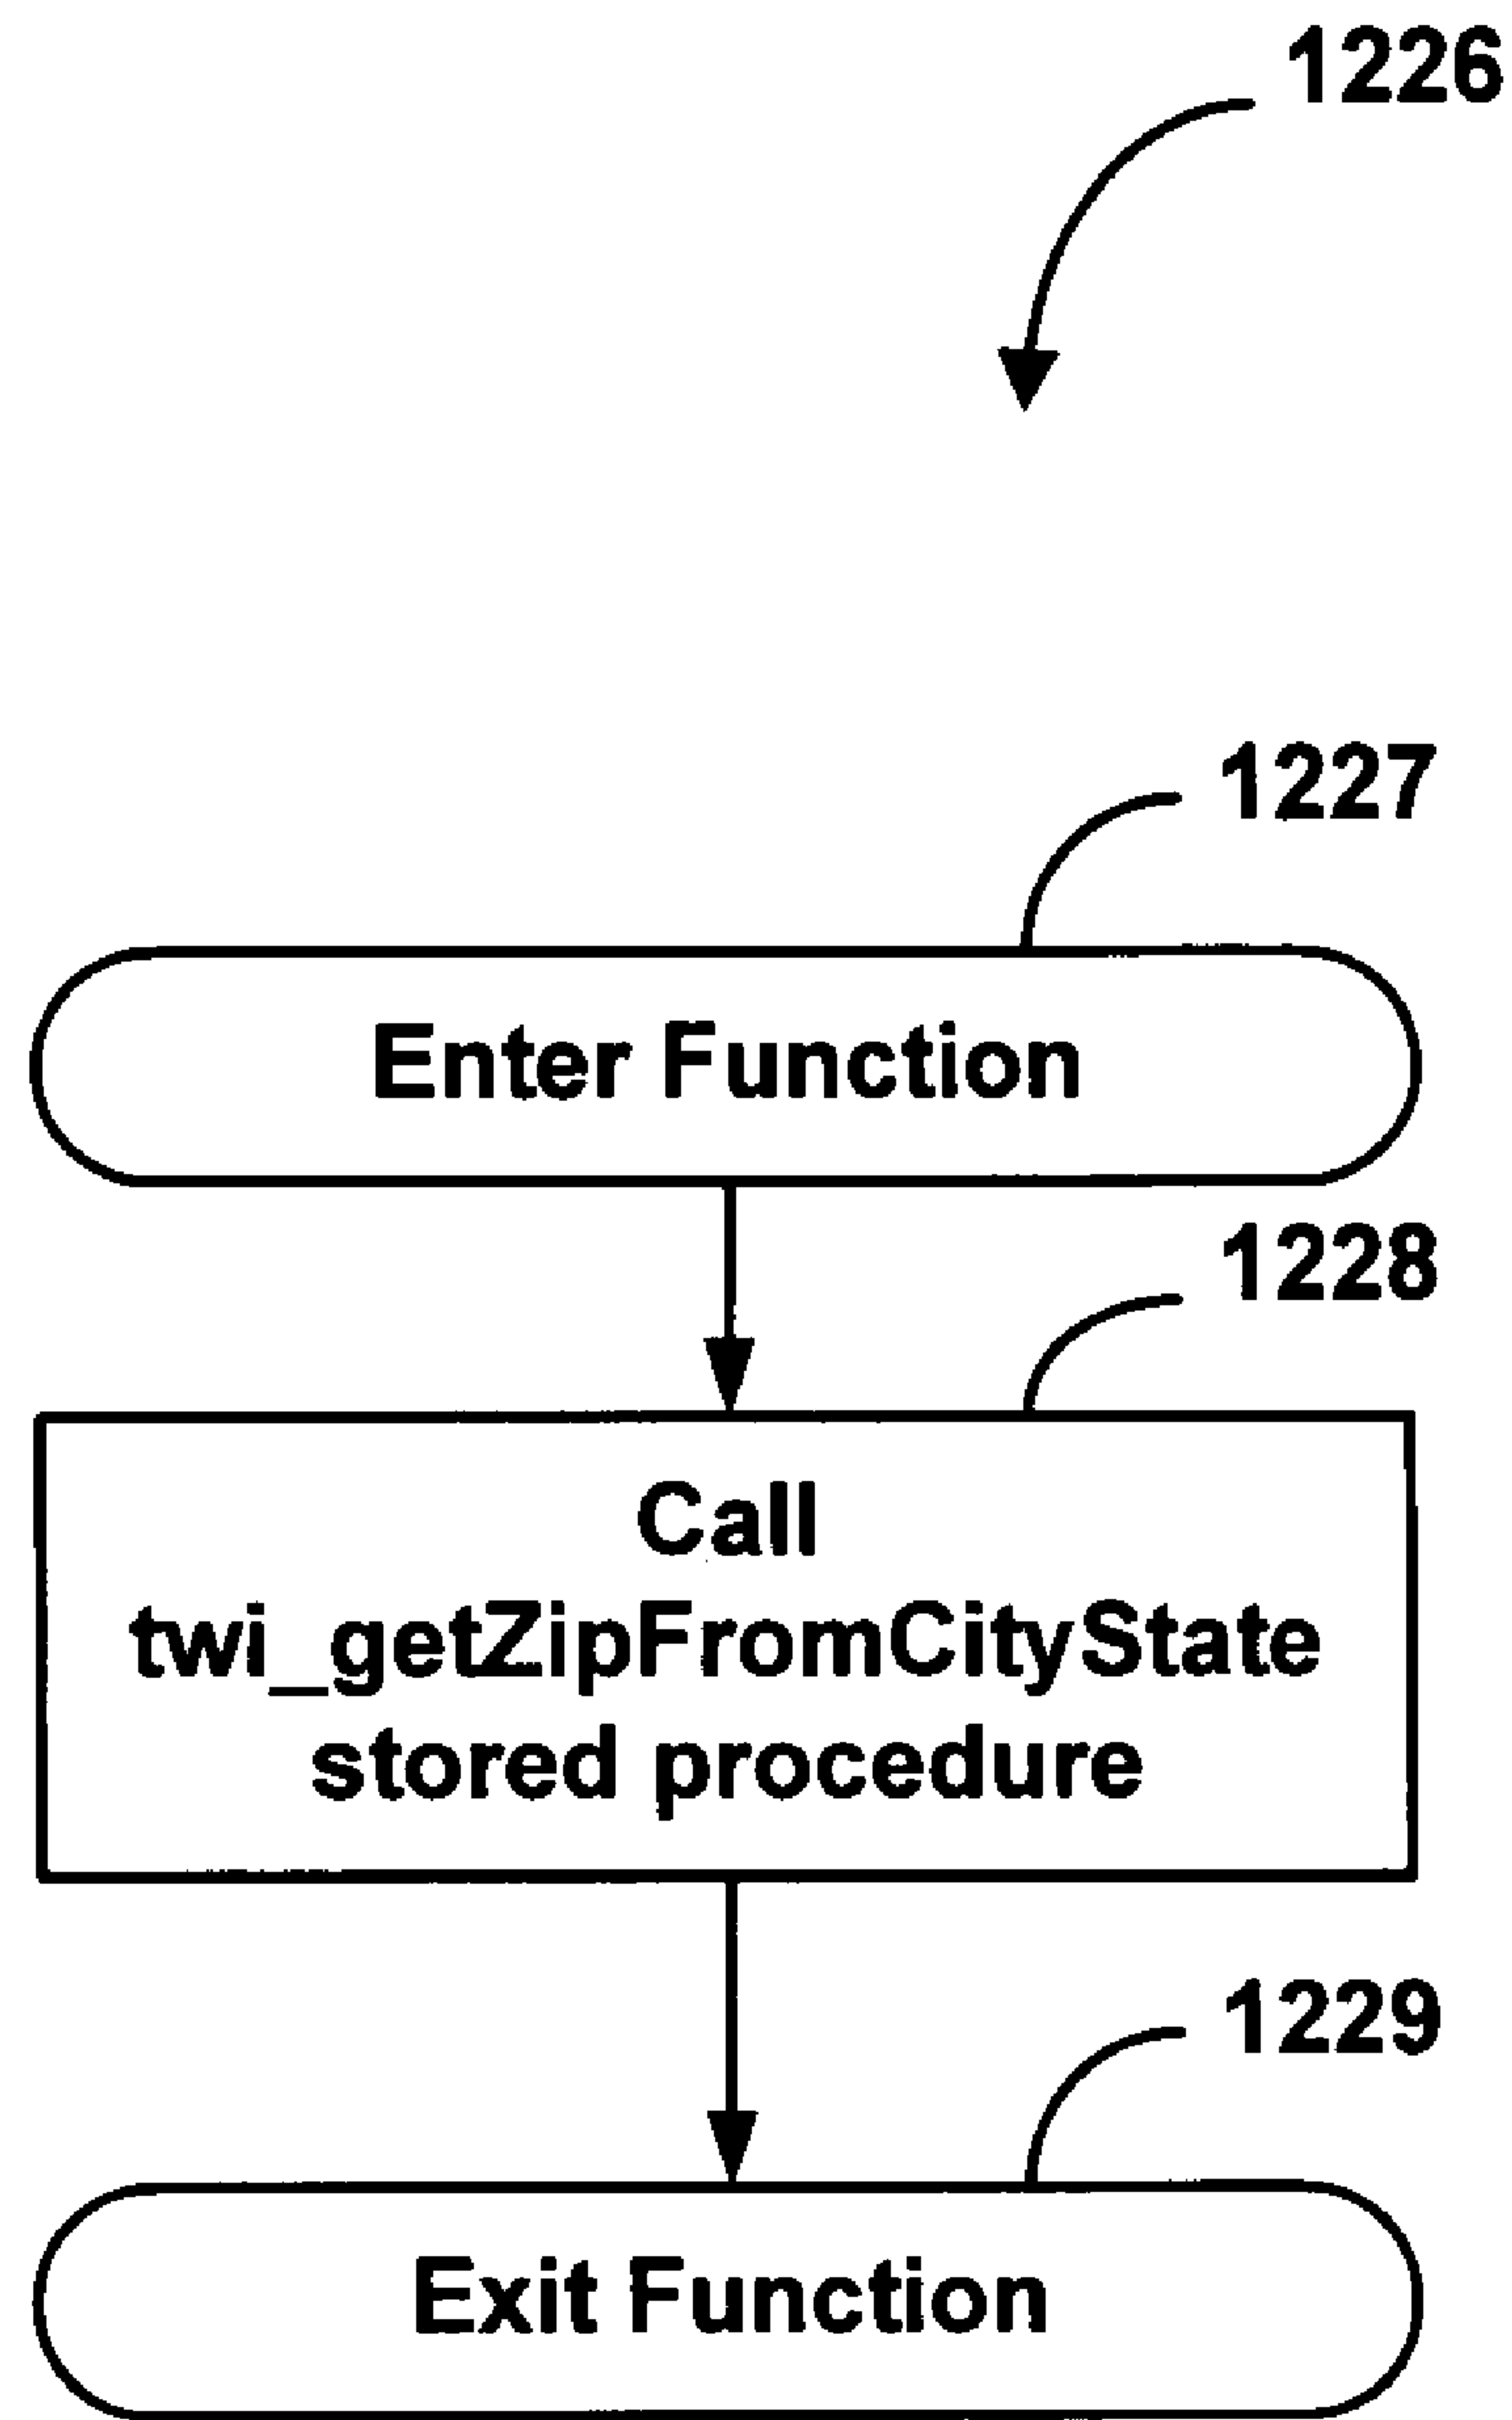 1226
1227
Enter Function
1228
Call
twi_getZipFromCityState
stored procedure
1229
Exit Function